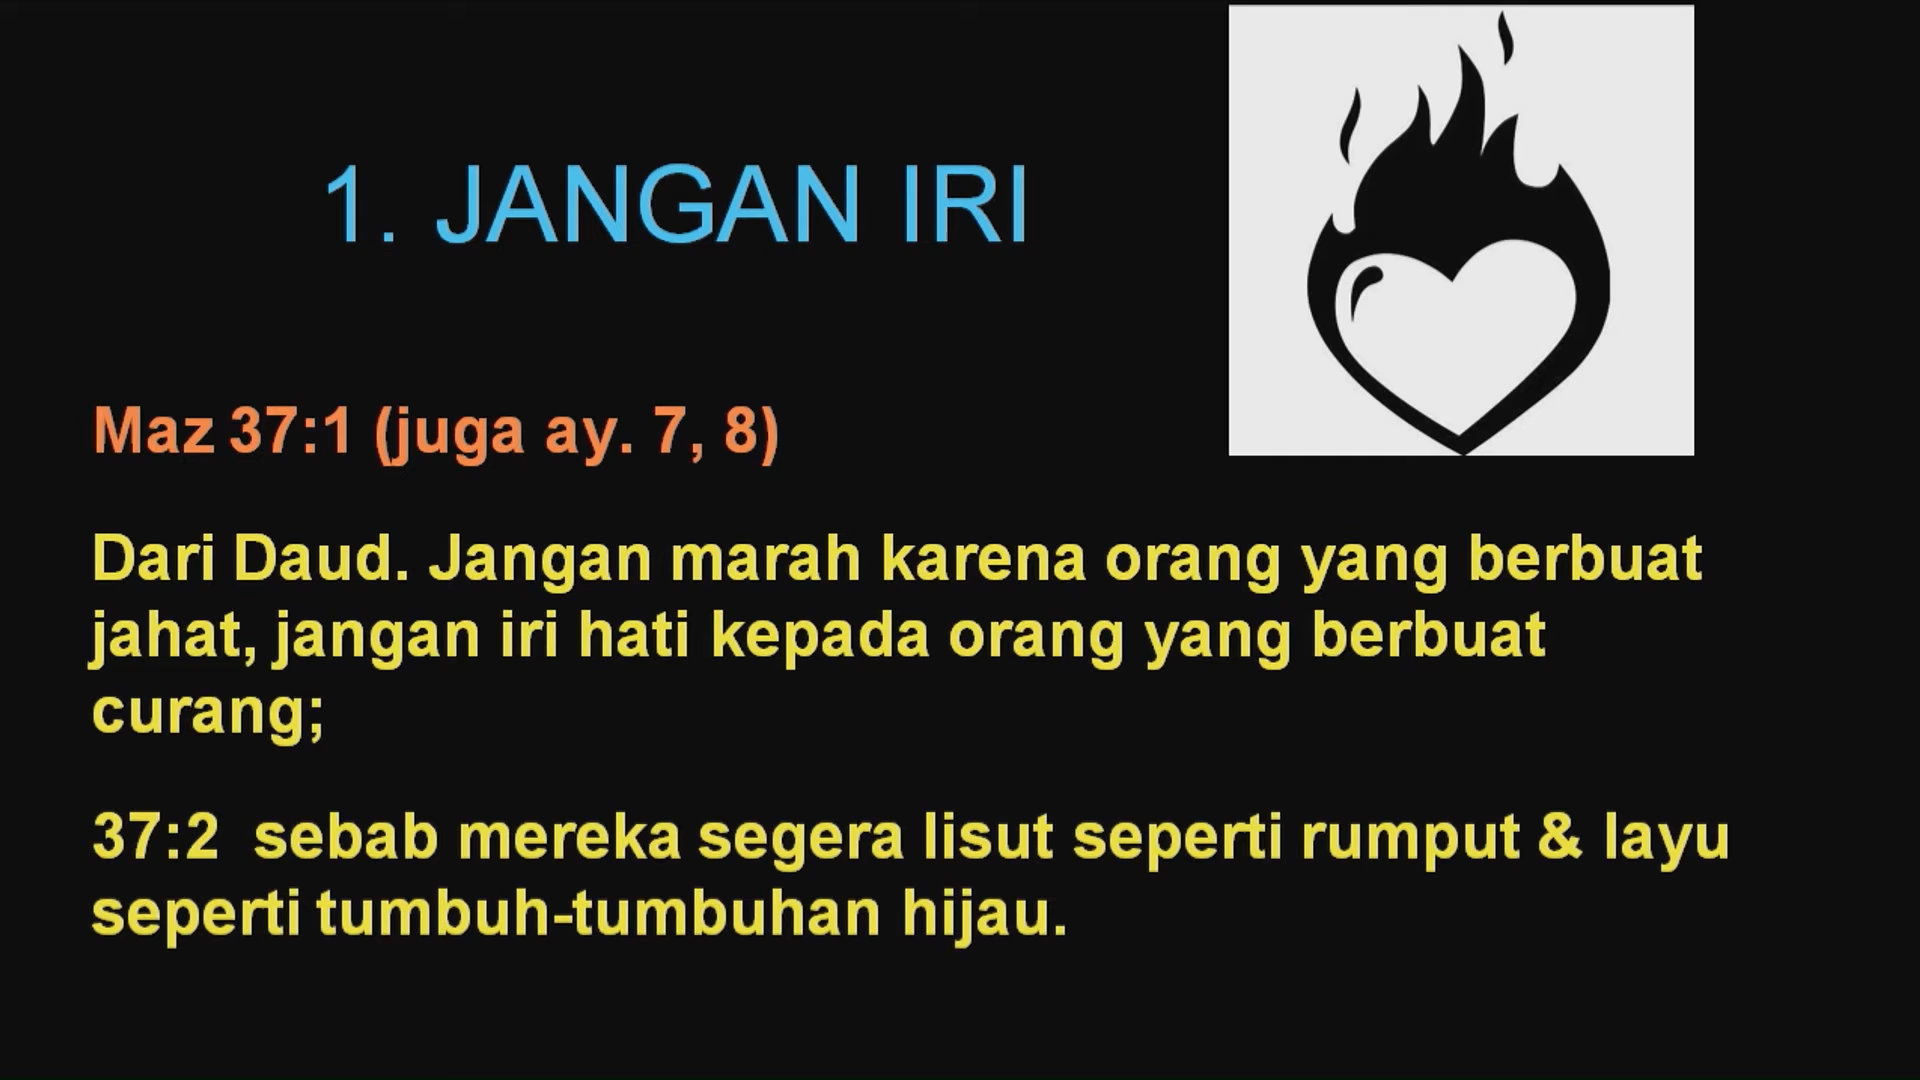 1. JANGAN IRI
Maz 37:1 (juga ay. 7, 8)
Dari Daud. Jangan marah karena orang yang berbuat
jahat, jangan iri hati kepada orang yang berbuat
curang;
37:2  sebab mereka segera lisut seperti rumput & layu
seperti tumbuh-tumbuhan hijau.